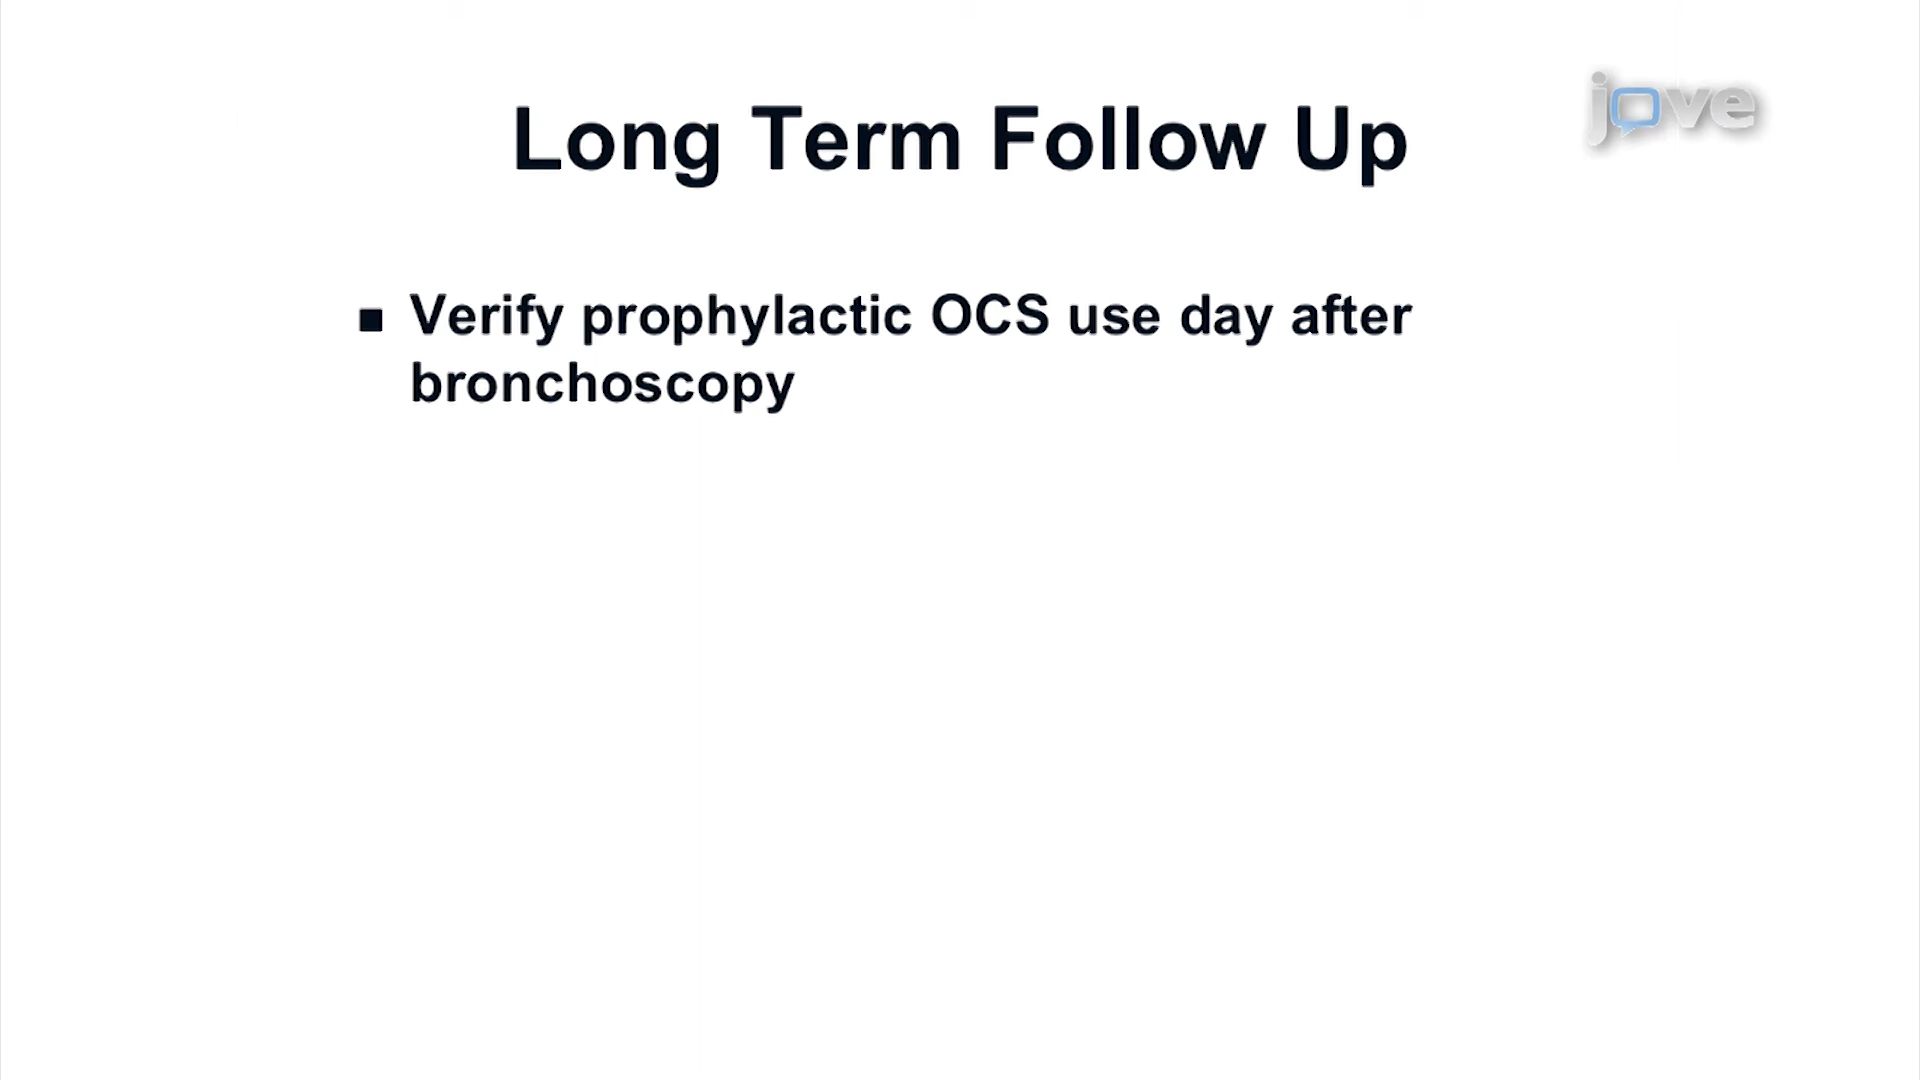 jove
Long Term Follow Up
■ Verify prophylactic OCS use day after
bronchoscopy